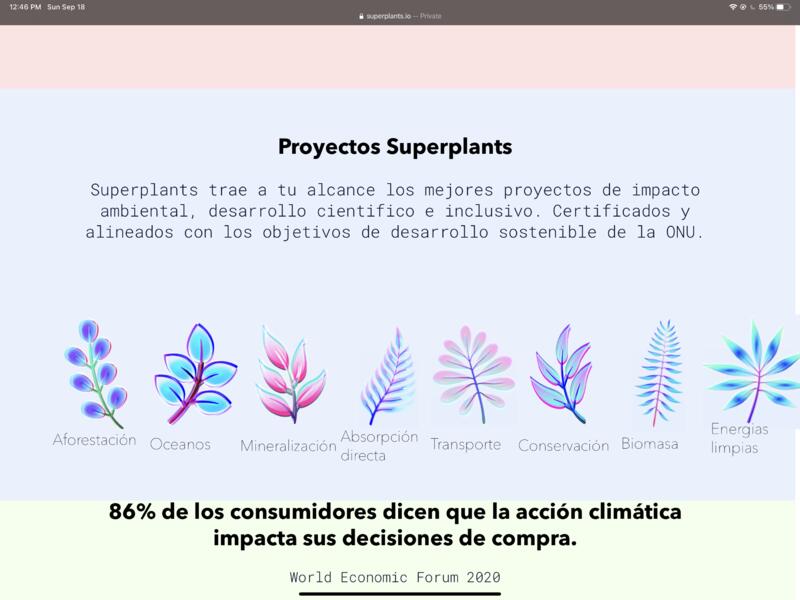 12:46 PM Sun Sep 18
superplants.io — Private
55%
Proyectos Superplants
Superplants trae a tu alcance los mejores proyectos de impacto
ambiental, desarrollo cientifico e inclusivo. Certificados y
alineados con los objetivos de desarrollo sostenible de la ONU.
Aforestación
Oceanos
Mineralización
Absorpción
directa
Transporte
Conservación
Biomasa
Energias
limpias
86% de los consumidores dicen que la acción climática
impacta sus decisiones de compra.
World Economic Forum 2020